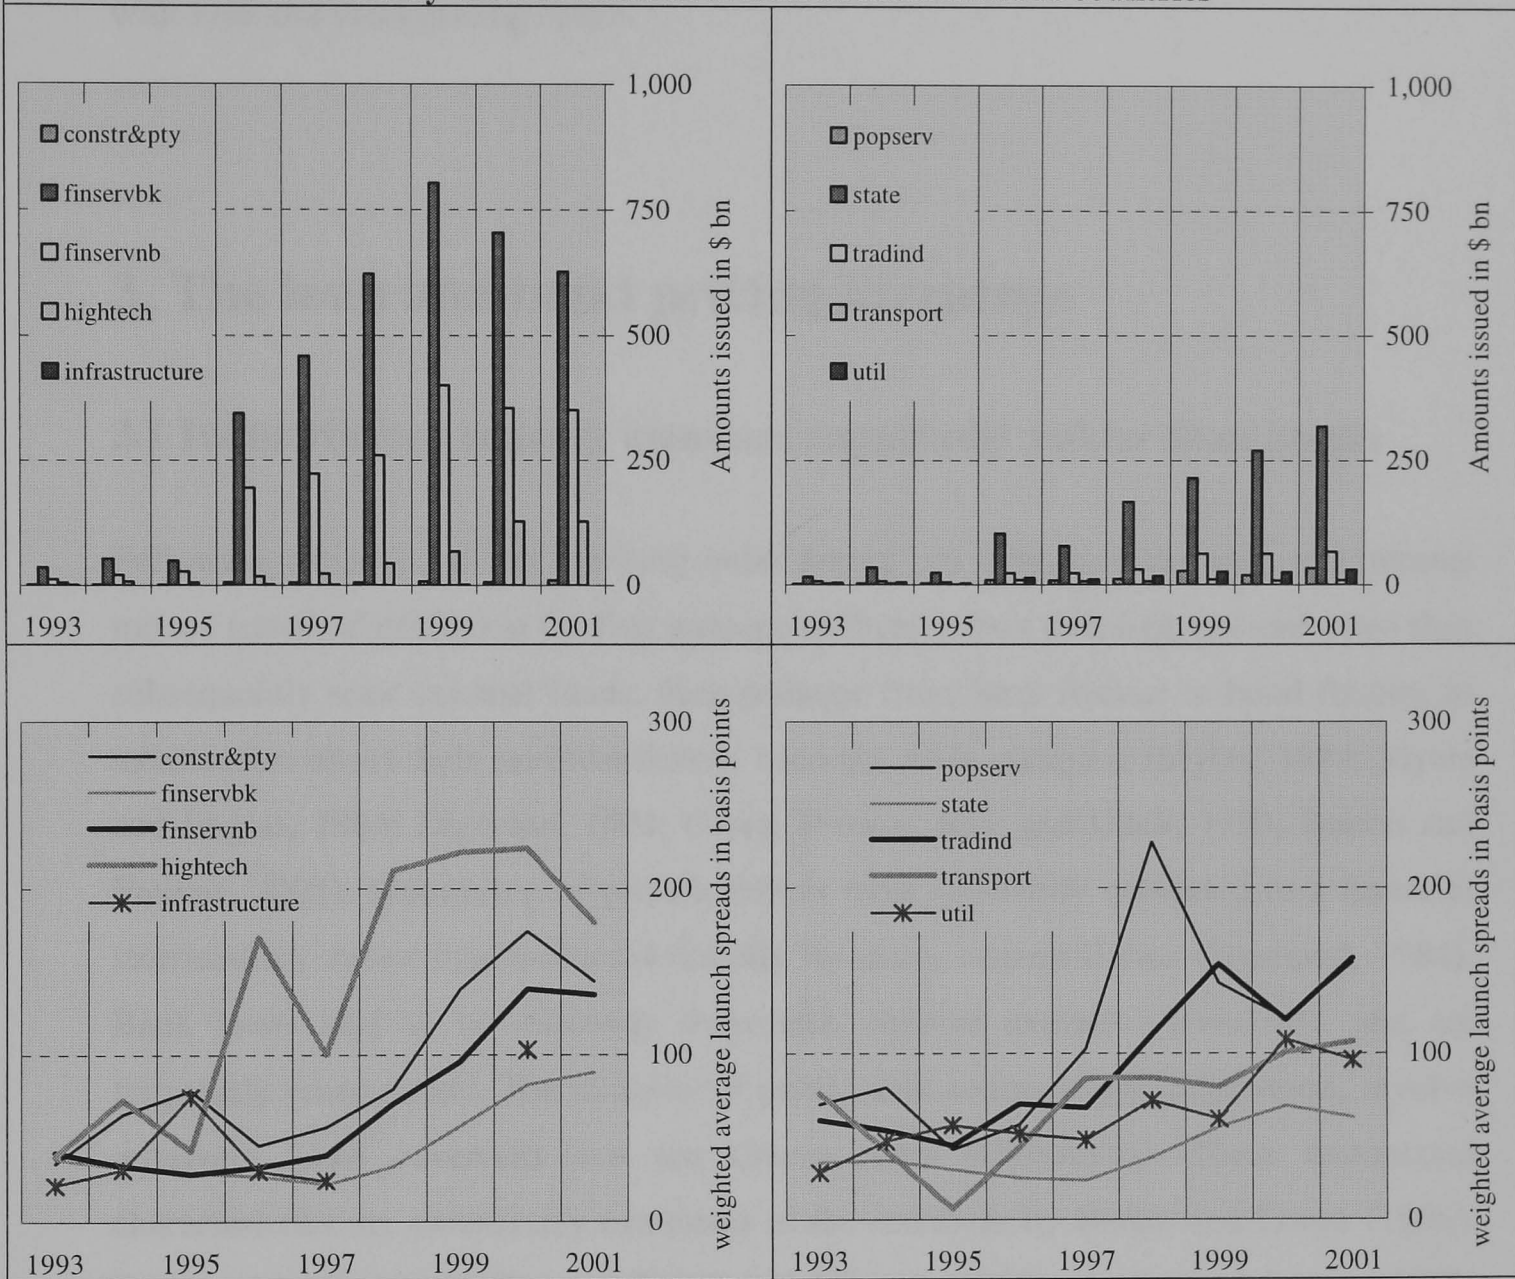 constr&pty
finservbk
finservnb
hightech
infrastructure
1,000
750
500
250
0
Amounts issued in $ bn
1993 1995 1997 1999 2001
popserv
state
tradind
transport
util
1,000
750
500
250
0
Amounts issued in $ bn
1993 1995 1997 1999 2001
constr&pty
finservbk
finservnb
hightech
infrastructure
300
200
100
0
weighted average launch spreads in basis points
1993 1995 1997 1999 2001
popserv
state
tradind
transport
util
300
200
100
0
weighted average launch spreads in basis points
1993 1995 1997 1999 2001